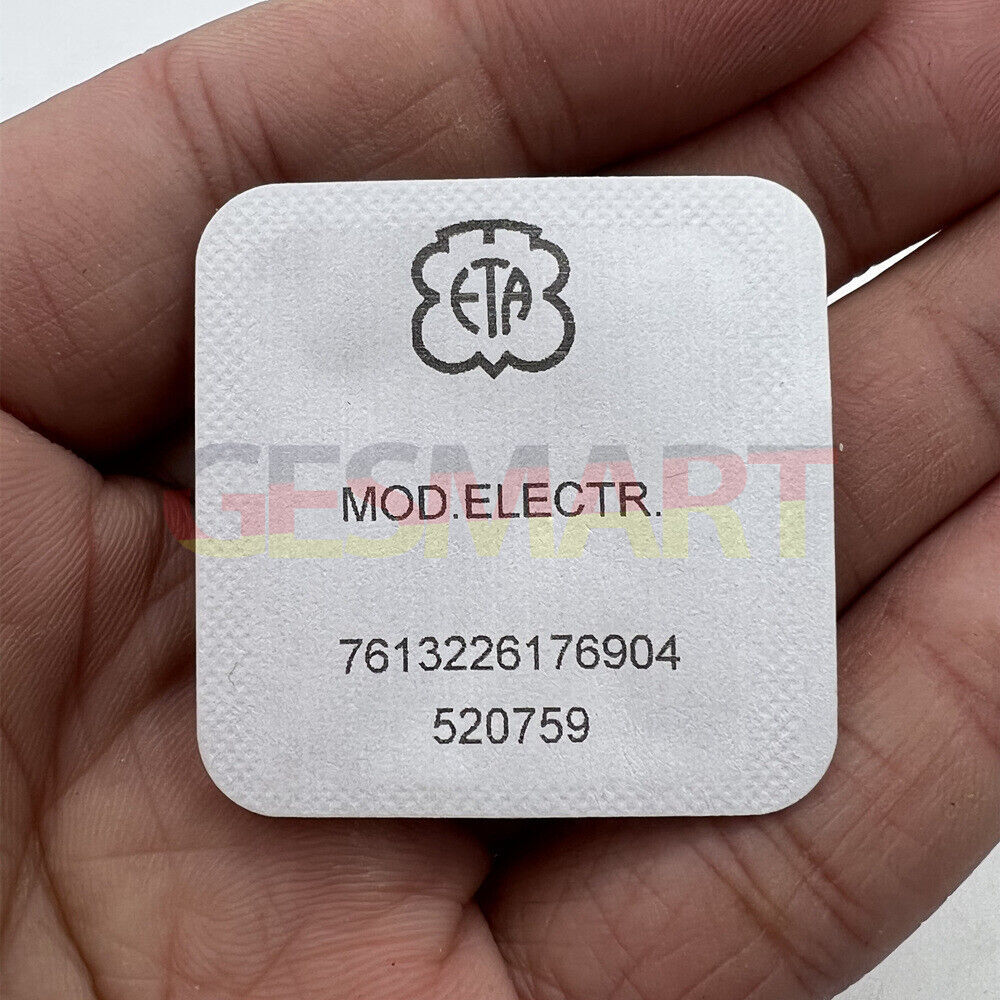 ETA
GESMART
MOD.ELECTR.
7613226176904
520759